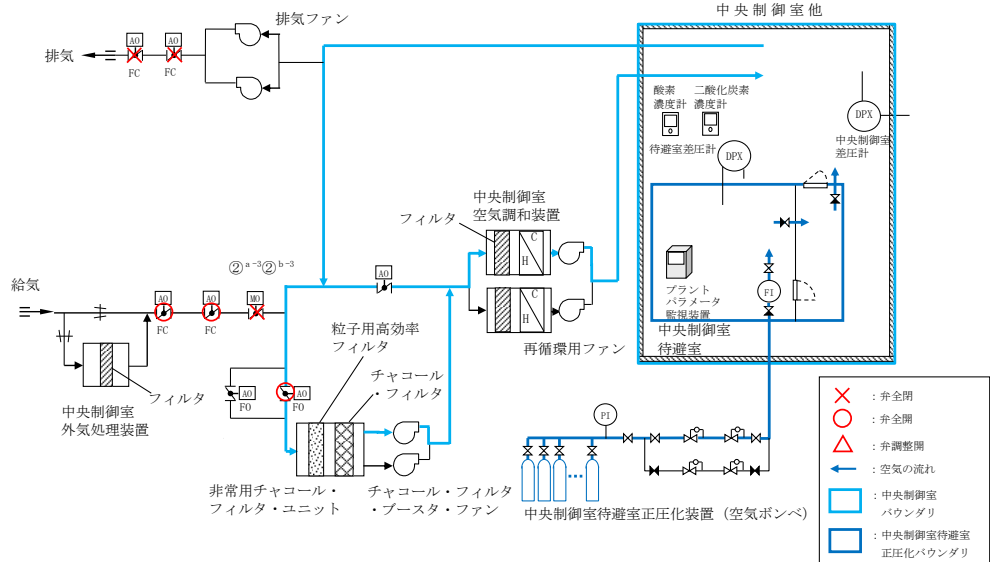 中央制御室他
排気ファン
排気
AO
AO
FC
FC
酸素
濃度計
二酸化炭素
濃度計
待避室差圧計
DPX
DPX
中央制御室
差圧計
中央制御室
空気調和装置
フィルタ
C
H
C
H
再循環用ファン
②a-3②b-3
給気
AO
AO
MO
FC
FC
AO
フィルタ
中央制御室
外気処理装置
粒子用高効率
フィルタ
チャコール
・フィルタ
AO
FO
AO
FO
非常用チャコール・
フィルタ・ユニット
チャコール・フィルタ
・ブースタ・ファン
プラント
パラメータ
監視装置
FI
中央制御室
待避室
PI
中央制御室待避室正圧化装置（空気ボンベ）
：弁全閉
：弁全開
：弁調整開
：空気の流れ
：中央制御室
バウンダリ
：中央制御室待避室
正圧化バウンダリ